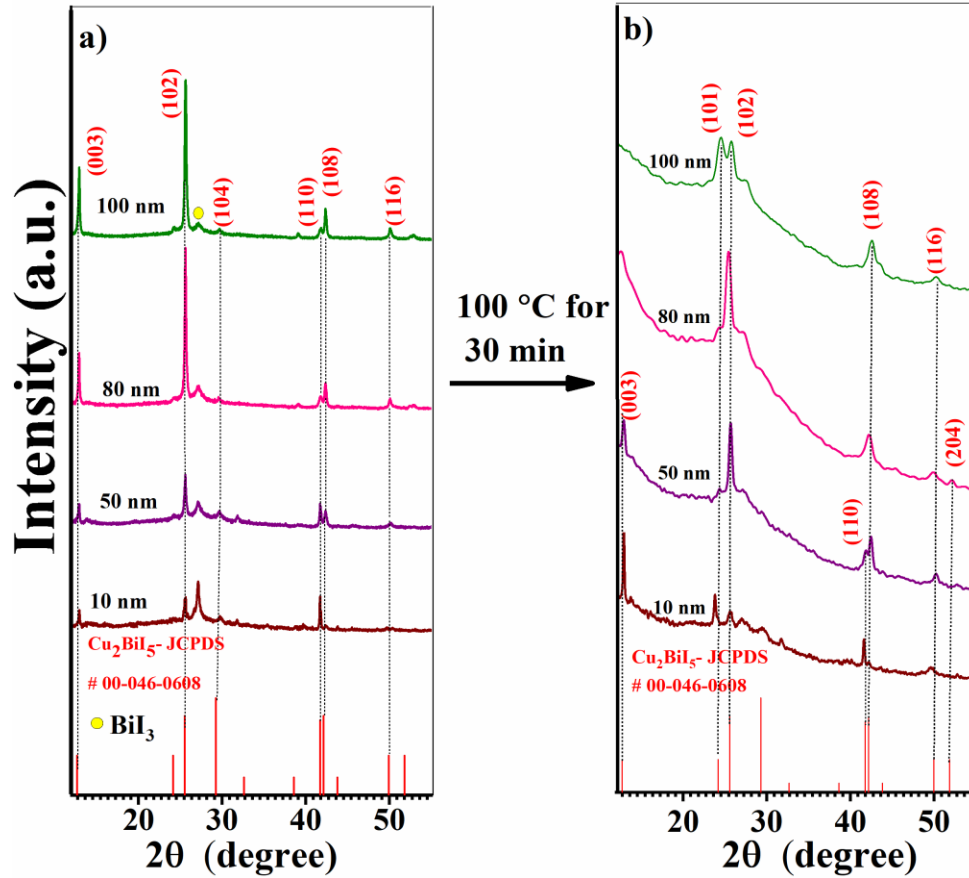 a)
(003)
(102)
(104)
(110)
(108)
(116)
100 nm
80 nm
50 nm
10 nm
Cu₂BiI₅- JCPDS
# 00-046-0608
BiI₃
20
30
40
50
2θ (degree)
Intensity (a.u.)
100 °C for
30 min
b)
(101)
(102)
100 nm
(108)
(116)
80 nm
(003)
(204)
50 nm
(110)
10 nm
Cu₂BiI₅- JCPDS
# 00-046-0608
20
30
40
50
2θ (degree)